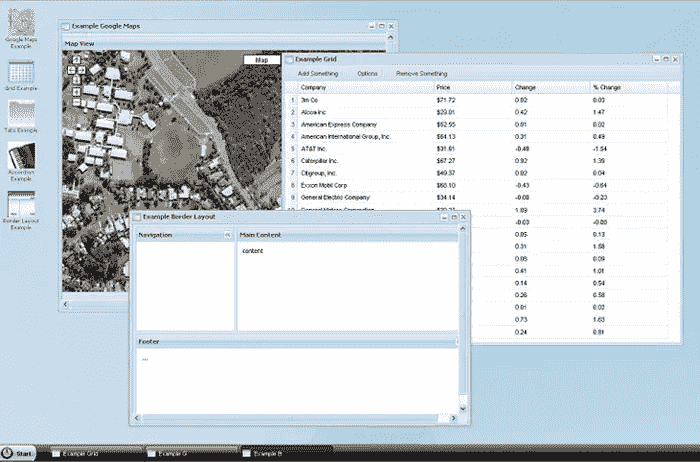 Google Maps
Example
Grid Example
Tabs Example
Accordion
Example
Border Layout
Example
Example Google Maps
Map View
Map
Example Grid
Add Something Options Remove Something
Company Price Change % Change
1 3m Co $71.72 0.02 0.03
2 Alcoa Inc $29.01 0.42 1.47
3 American Express Company $52.55 0.01 0.02
4 American International Group, Inc. $64.13 0.31 0.49
5 AT&T Inc. $31.61 -0.48 -1.54
6 Caterpillar Inc. $67.27 0.92 1.39
7 Citigroup, Inc. $49.37 0.02 0.04
8 Exxon Mobil Corp $68.10 -0.43 -0.64
9 General Electric Company $34.14 -0.08 -0.23
10 General Motors Corporation 1.09 3.74
-0.03 -0.08
0.05 0.13
0.31 1.58
0.06 0.09
0.41 1.01
0.14 0.54
0.26 0.58
0.01 0.02
0.73 1.63
0.24 0.81
Example Border Layout
Navigation Main Content
content
Footer
...
Start Example Grid Example G Example B